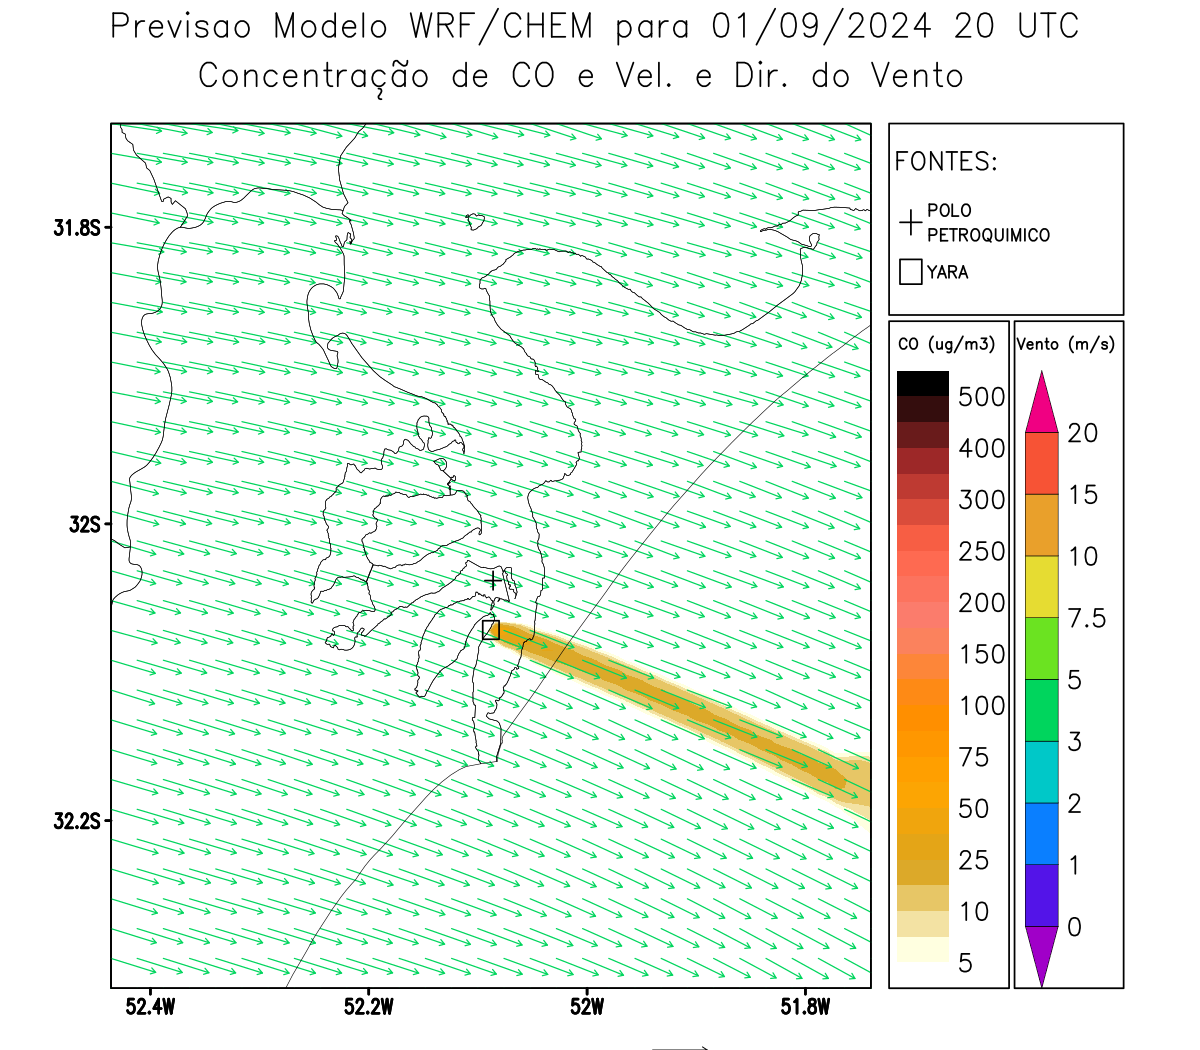 Previsao Modelo WRF/CHEM para 01/09/2024 20 UTC
Concentração de CO e Vel. e Dir. do Vento
FONTES:
POLO
PETROQUIMICO
YARA
31.8S
32S
32.2S
52.4W
52.2W
52W
51.8W
CO (ug/m3)
500
400
300
250
200
150
100
75
50
25
10
5
Vento (m/s)
20
15
10
7.5
5
3
2
1
0